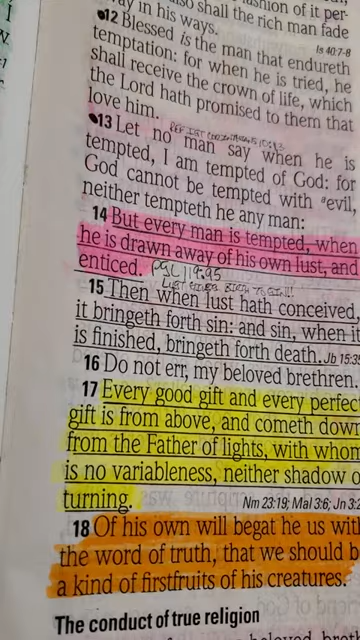 shall the rich man fade
in his ways.
Is 40:7-8
12 Blessed is the man that endureth
temptation: for when he is tried, he
shall receive the crown of life, which
the Lord hath promised to them that
love him.
13 Let no man say when he is
tempted, I am tempted of God: for
God cannot be tempted with evil,
neither tempteth he any man:
14 But every man is tempted, when
he is drawn away of his own lust, and
enticed.
15 Then when lust hath conceived,
it bringeth forth sin: and sin, when it
is finished, bringeth forth death. Jb 15:35
16 Do not err, my beloved brethren.
17 Every good gift and every perfect
gift is from above, and cometh down
from the Father of lights, with whom
is no variableness, neither shadow o
turning.
Nm 23:19; Mal 3:6; Jn 3:2
18 Of his own will begat he us with
the word of truth, that we should b
a kind of firstfruits of his creatures.
The conduct of true religion